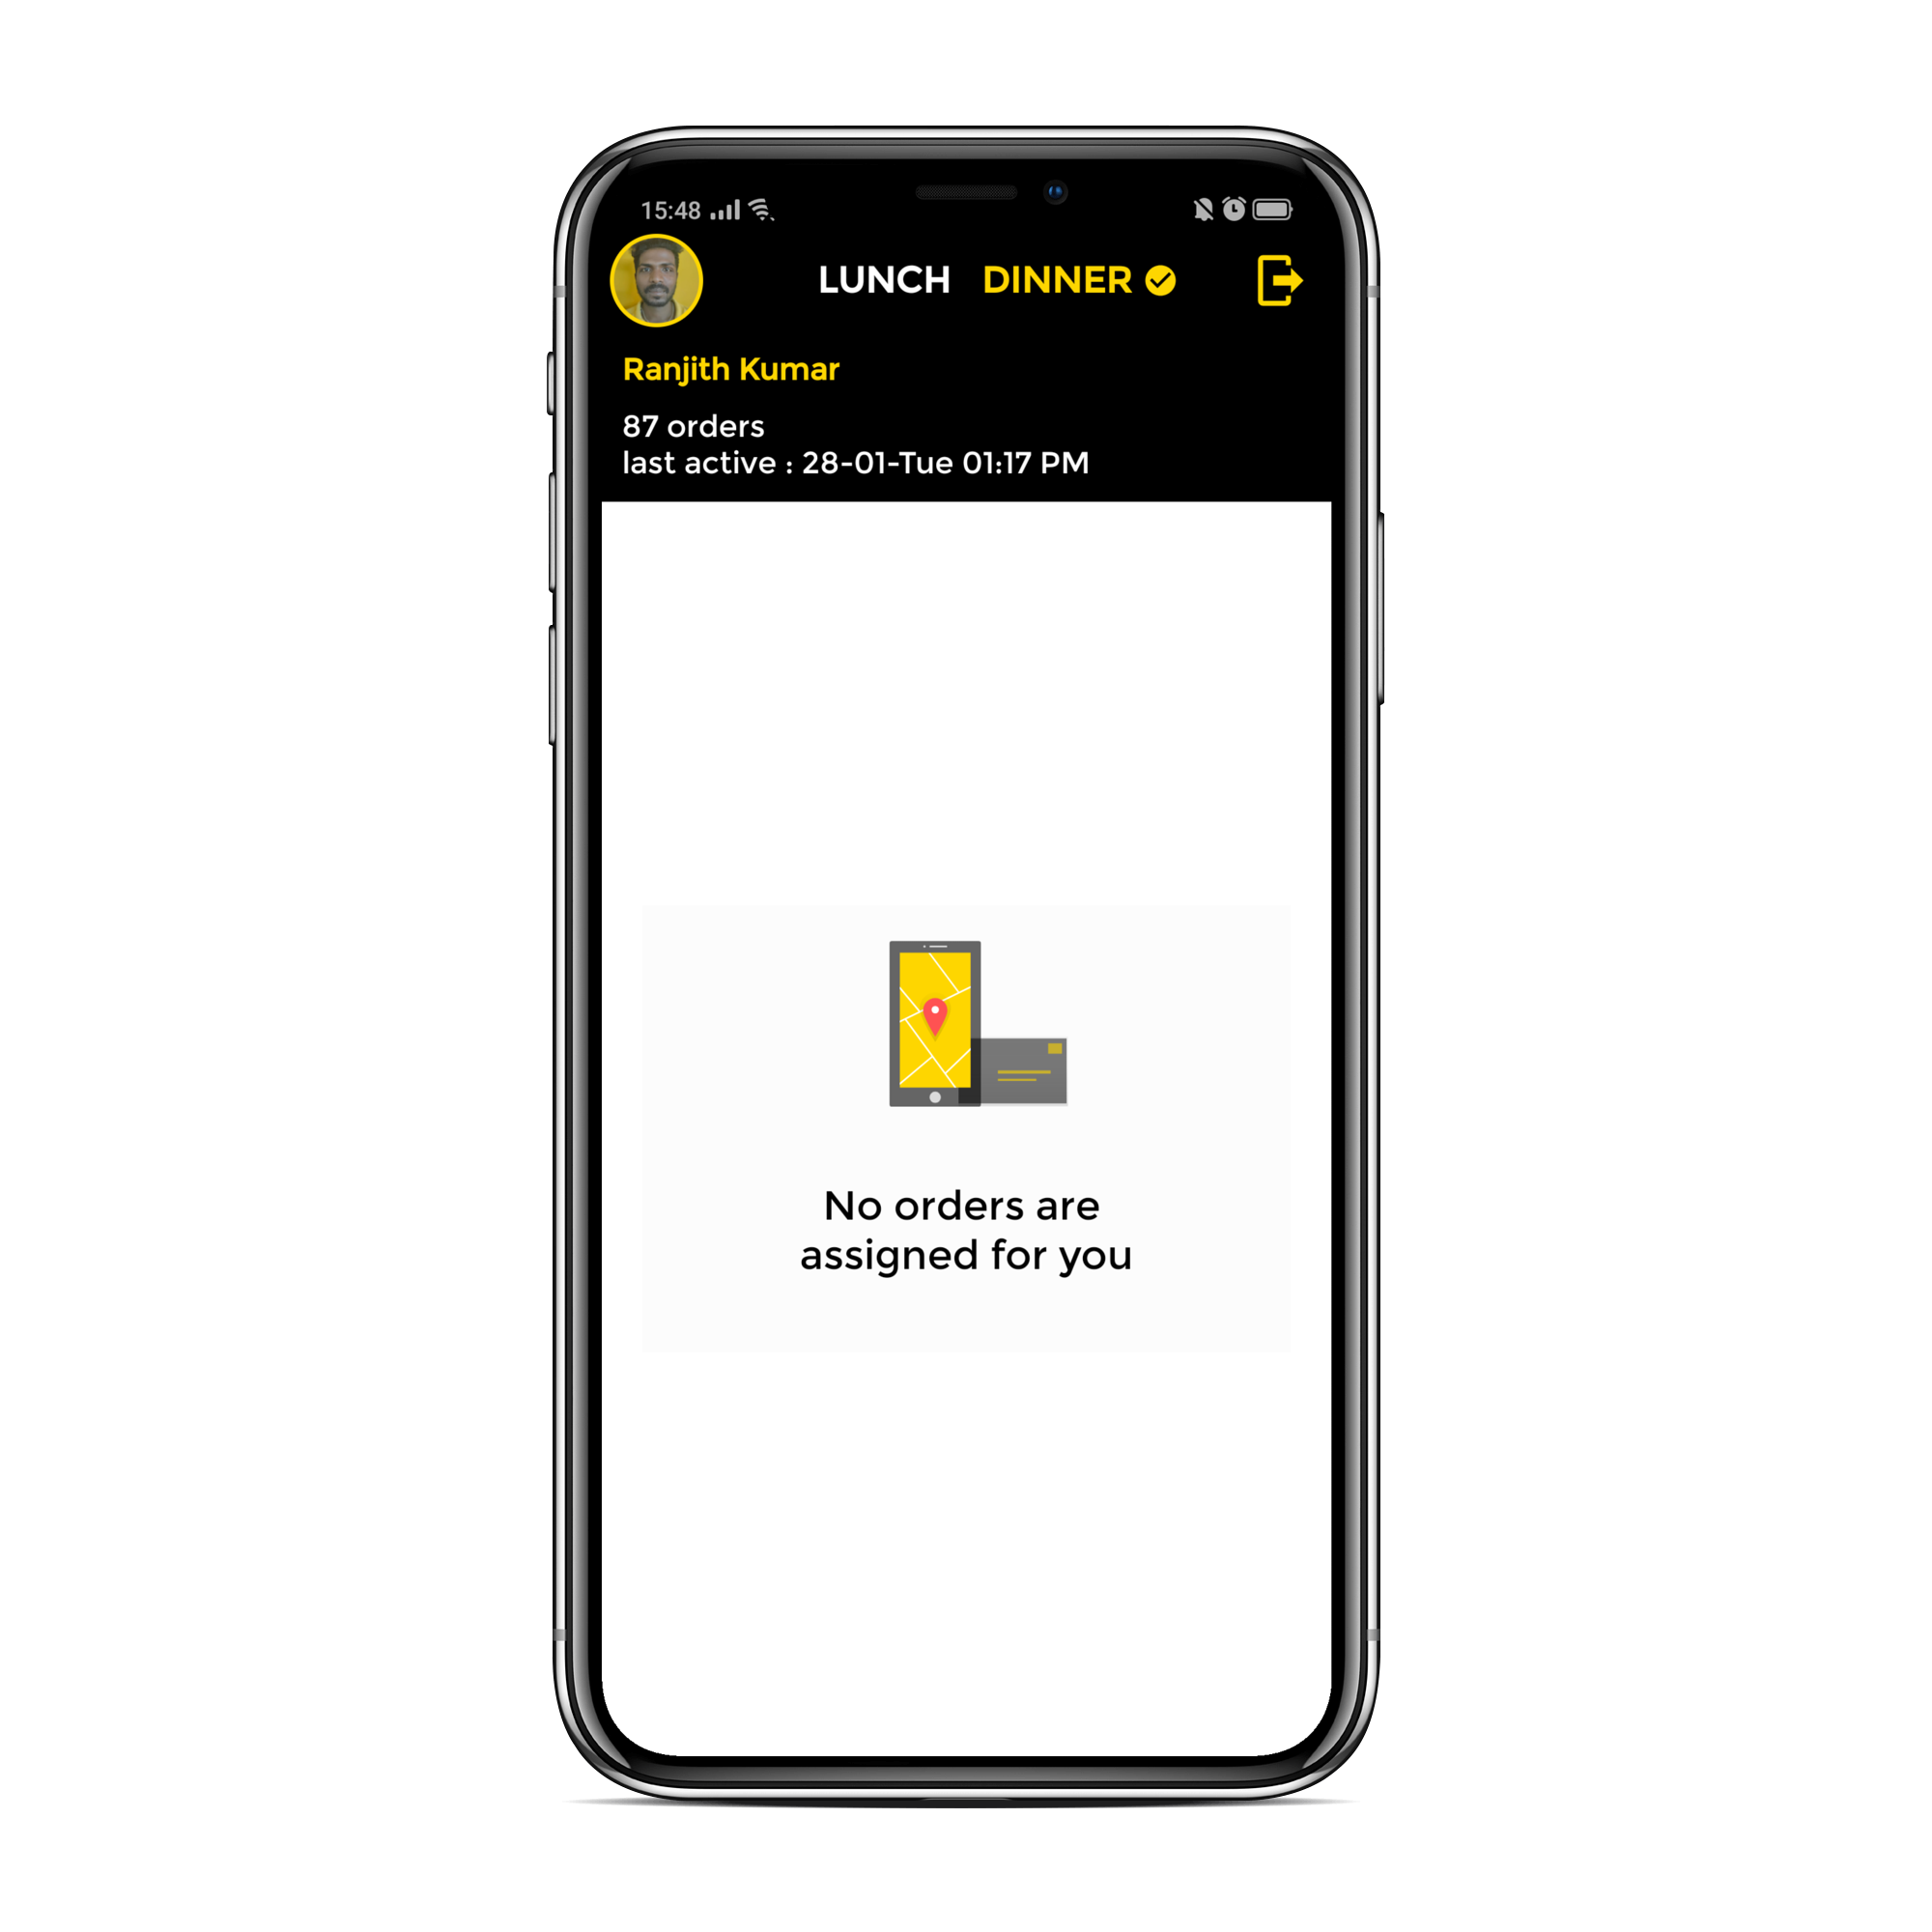 15:48
LUNCH DINNER
Ranjith Kumar
87 orders
last active : 28-01-Tue 01:17 PM
No orders are
assigned for you